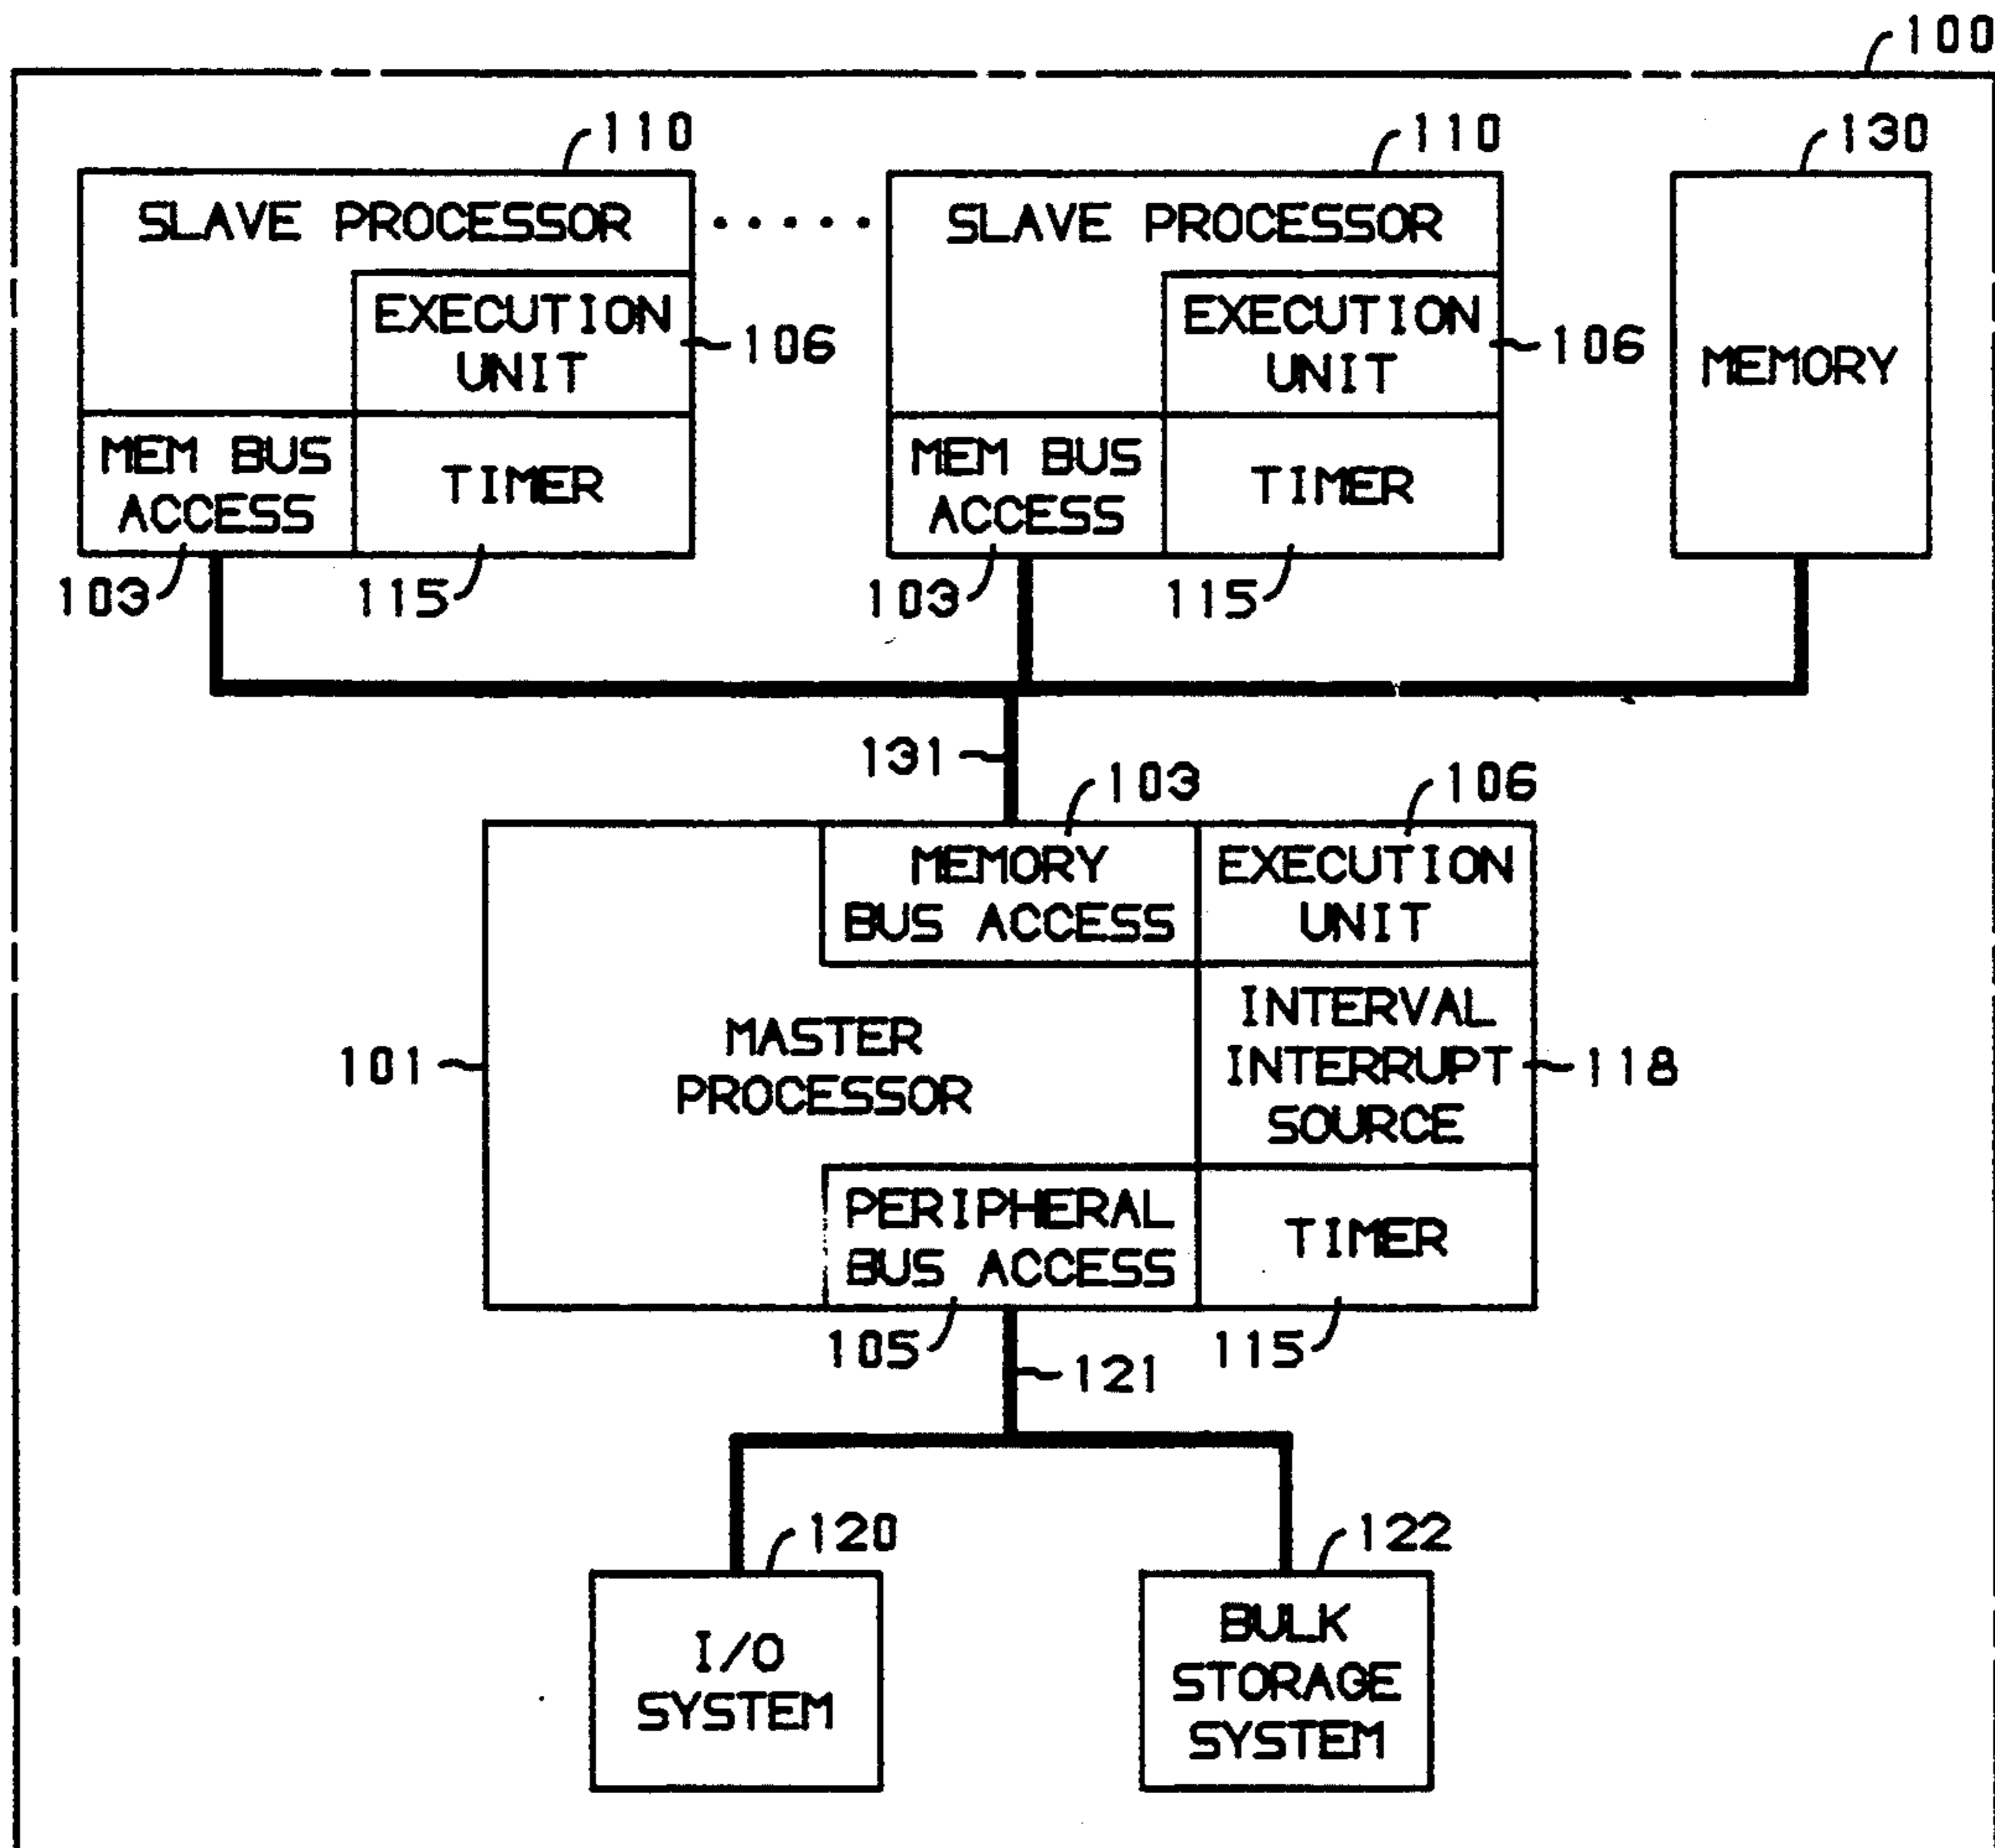 100
110
110
130
SLAVE PROCESSOR
SLAVE PROCESSOR
EXECUTION
UNIT
106
EXECUTION
UNIT
106
MEMORY
MEM BUS
ACCESS
TIMER
MEM BUS
ACCESS
TIMER
103
115
103
115
131
103
106
MEMORY
BUS ACCESS
EXECUTION
UNIT
101
MASTER
PROCESSOR
INTERVAL
INTERRUPT
SOURCE
118
PERIPHERAL
BUS ACCESS
TIMER
105
115
121
120
122
I/O
SYSTEM
BULK
STORAGE
SYSTEM